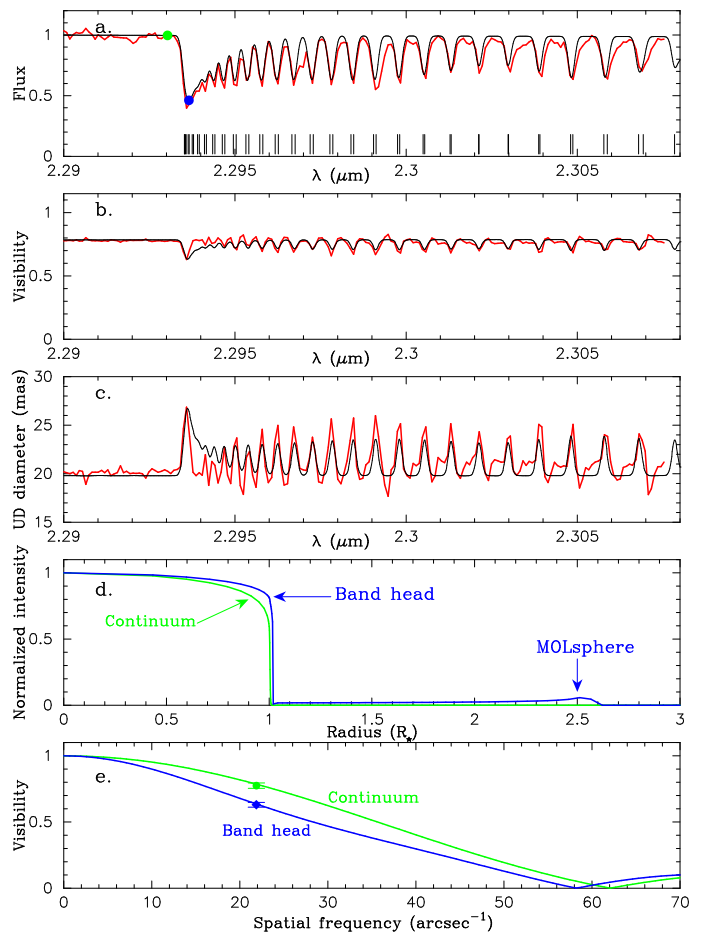 a.
Flux
1
0.5
0
2.29 2.295 2.3 2.305
λ (μm)
b.
Visibility
1
0.5
0
2.29 2.295 2.3 2.305
λ (μm)
c.
UD diameter (mas)
30
25
20
15
2.29 2.295 2.3 2.305
λ (μm)
d.
Normalized intensity
1
0.5
0
Band head
Continuum
MOLsphere
0 0.5 1 1.5 2 2.5 3
Radius (R⋆)
e.
Visibility
1
0.5
0
Continuum
Band head
0 10 20 30 40 50 60 70
Spatial frequency (arcsec⁻¹)